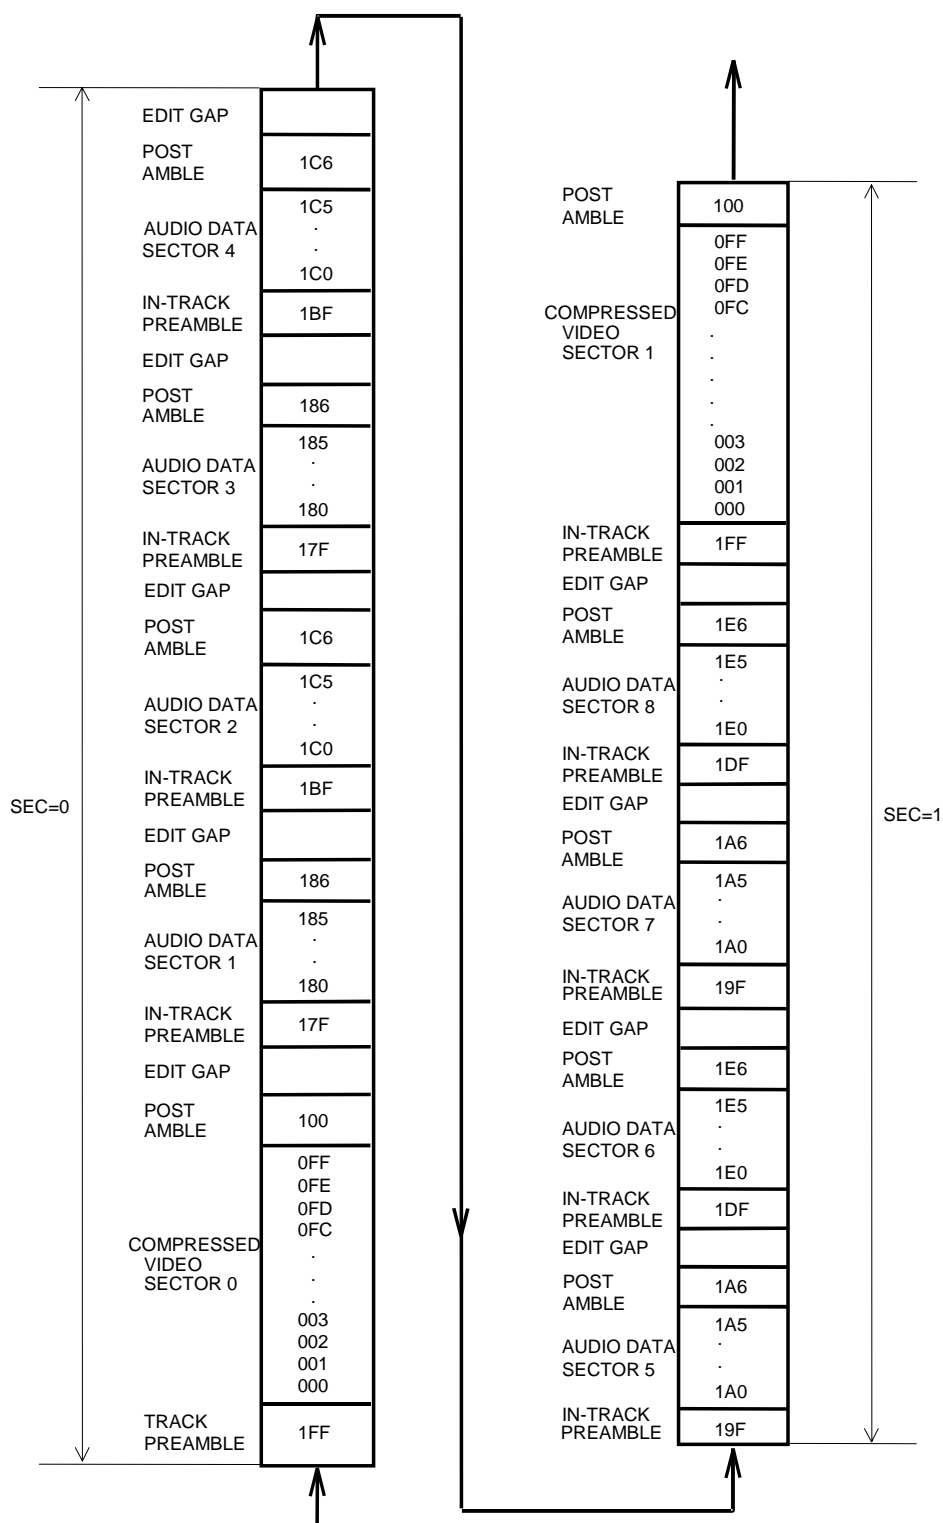 EDIT GAP
POST
AMBLE
1C6
1C5
.
AUDIO DATA
SECTOR 4
.
1C0
IN-TRACK
PREAMBLE
1BF
EDIT GAP
POST
AMBLE
186
185
AUDIO DATA
SECTOR 3
.
.
180
IN-TRACK
PREAMBLE
17F
EDIT GAP
POST
AMBLE
1C6
1C5
.
AUDIO DATA
SECTOR 2
.
1C0
IN-TRACK
PREAMBLE
1BF
SEC=0
EDIT GAP
POST
AMBLE
186
185
AUDIO DATA
SECTOR 1
.
.
180
IN-TRACK
PREAMBLE
17F
EDIT GAP
POST
AMBLE
100
0FF
0FE
0FD
0FC
COMPRESSED
VIDEO
SECTOR 0
.
.
.
003
002
001
000
TRACK
PREAMBLE
1FF
POST
AMBLE
100
0FF
0FE
0FD
0FC
COMPRESSED
VIDEO
SECTOR 1
.
.
.
.
.
003
002
001
000
IN-TRACK
PREAMBLE
1FF
EDIT GAP
POST
AMBLE
1E6
1E5
AUDIO DATA
SECTOR 8
.
.
1E0
IN-TRACK
PREAMBLE
1DF
EDIT GAP
SEC=1
POST
AMBLE
1A6
1A5
AUDIO DATA
SECTOR 7
.
.
1A0
IN-TRACK
PREAMBLE
19F
EDIT GAP
POST
AMBLE
1E6
1E5
AUDIO DATA
SECTOR 6
.
.
1E0
IN-TRACK
PREAMBLE
1DF
EDIT GAP
POST
AMBLE
1A6
1A5
AUDIO DATA
SECTOR 5
.
.
1A0
IN-TRACK
PREAMBLE
19F